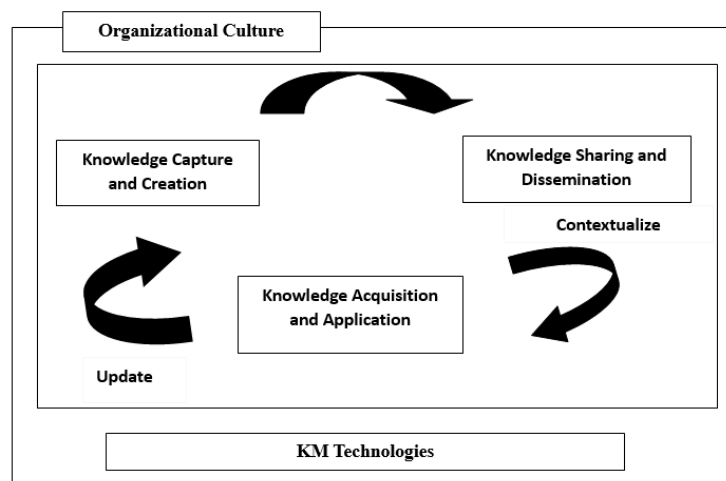 Organizational Culture
Knowledge Capture
and Creation
Knowledge Sharing and
Dissemination
Contextualize
Knowledge Acquisition
and Application
Update
KM Technologies